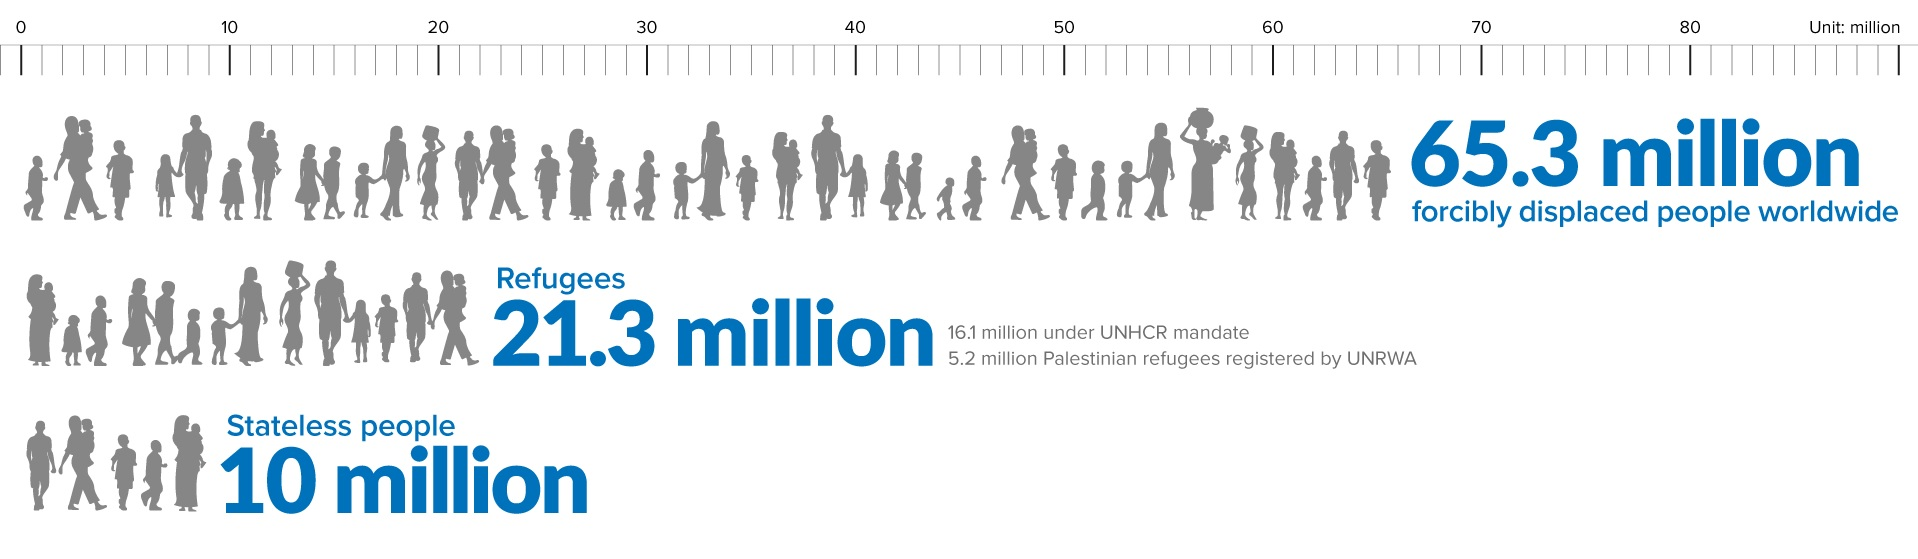 0 10 20 30 40 50 60 70 80 Unit: million
65.3 million
forcibly displaced people worldwide
Refugees
21.3 million
16.1 million under UNHCR mandate
5.2 million Palestinian refugees registered by UNRWA
Stateless people
10 million